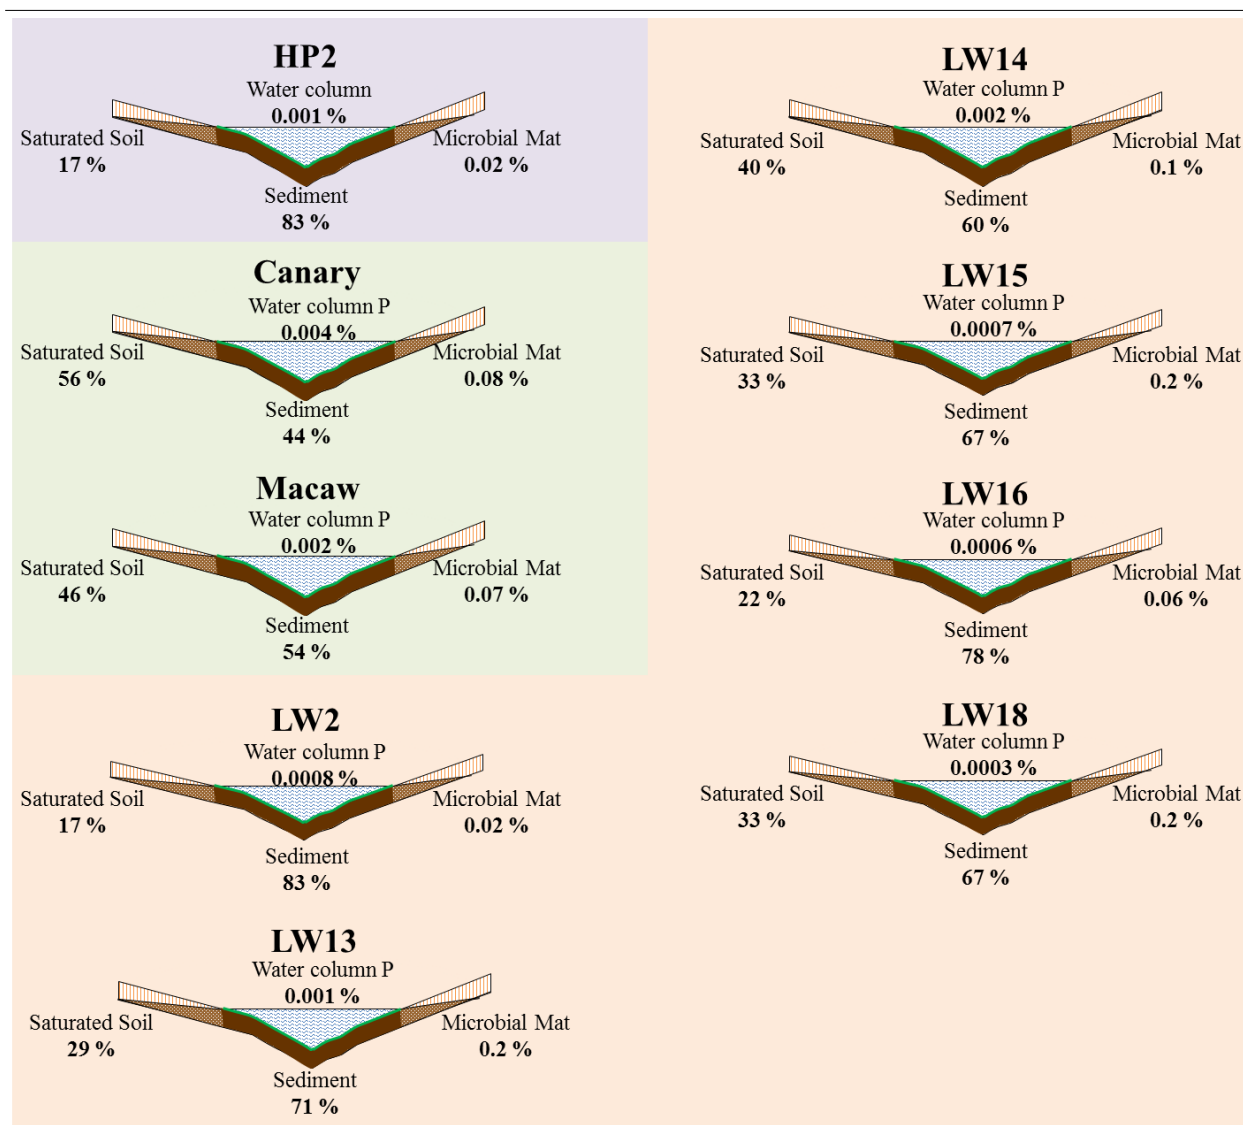 HP2
Water column
0.001 %
Saturated Soil
17 %
Microbial Mat
0.02 %
Sediment
83 %
Canary
Water column P
0.004 %
Saturated Soil
56 %
Microbial Mat
0.08 %
Sediment
44 %
Macaw
Water column P
0.002 %
Saturated Soil
46 %
Microbial Mat
0.07 %
Sediment
54 %
LW2
Water column P
0.0008 %
Saturated Soil
17 %
Microbial Mat
0.02 %
Sediment
83 %
LW13
Water column P
0.001 %
Saturated Soil
29 %
Microbial Mat
0.2 %
Sediment
71 %
LW14
Water column P
0.002 %
Saturated Soil
40 %
Microbial Mat
0.1 %
Sediment
60 %
LW15
Water column P
0.0007 %
Saturated Soil
33 %
Microbial Mat
0.2 %
Sediment
67 %
LW16
Water column P
0.0006 %
Saturated Soil
22 %
Microbial Mat
0.06 %
Sediment
78 %
LW18
Water column P
0.0003 %
Saturated Soil
33 %
Microbial Mat
0.2 %
Sediment
67 %